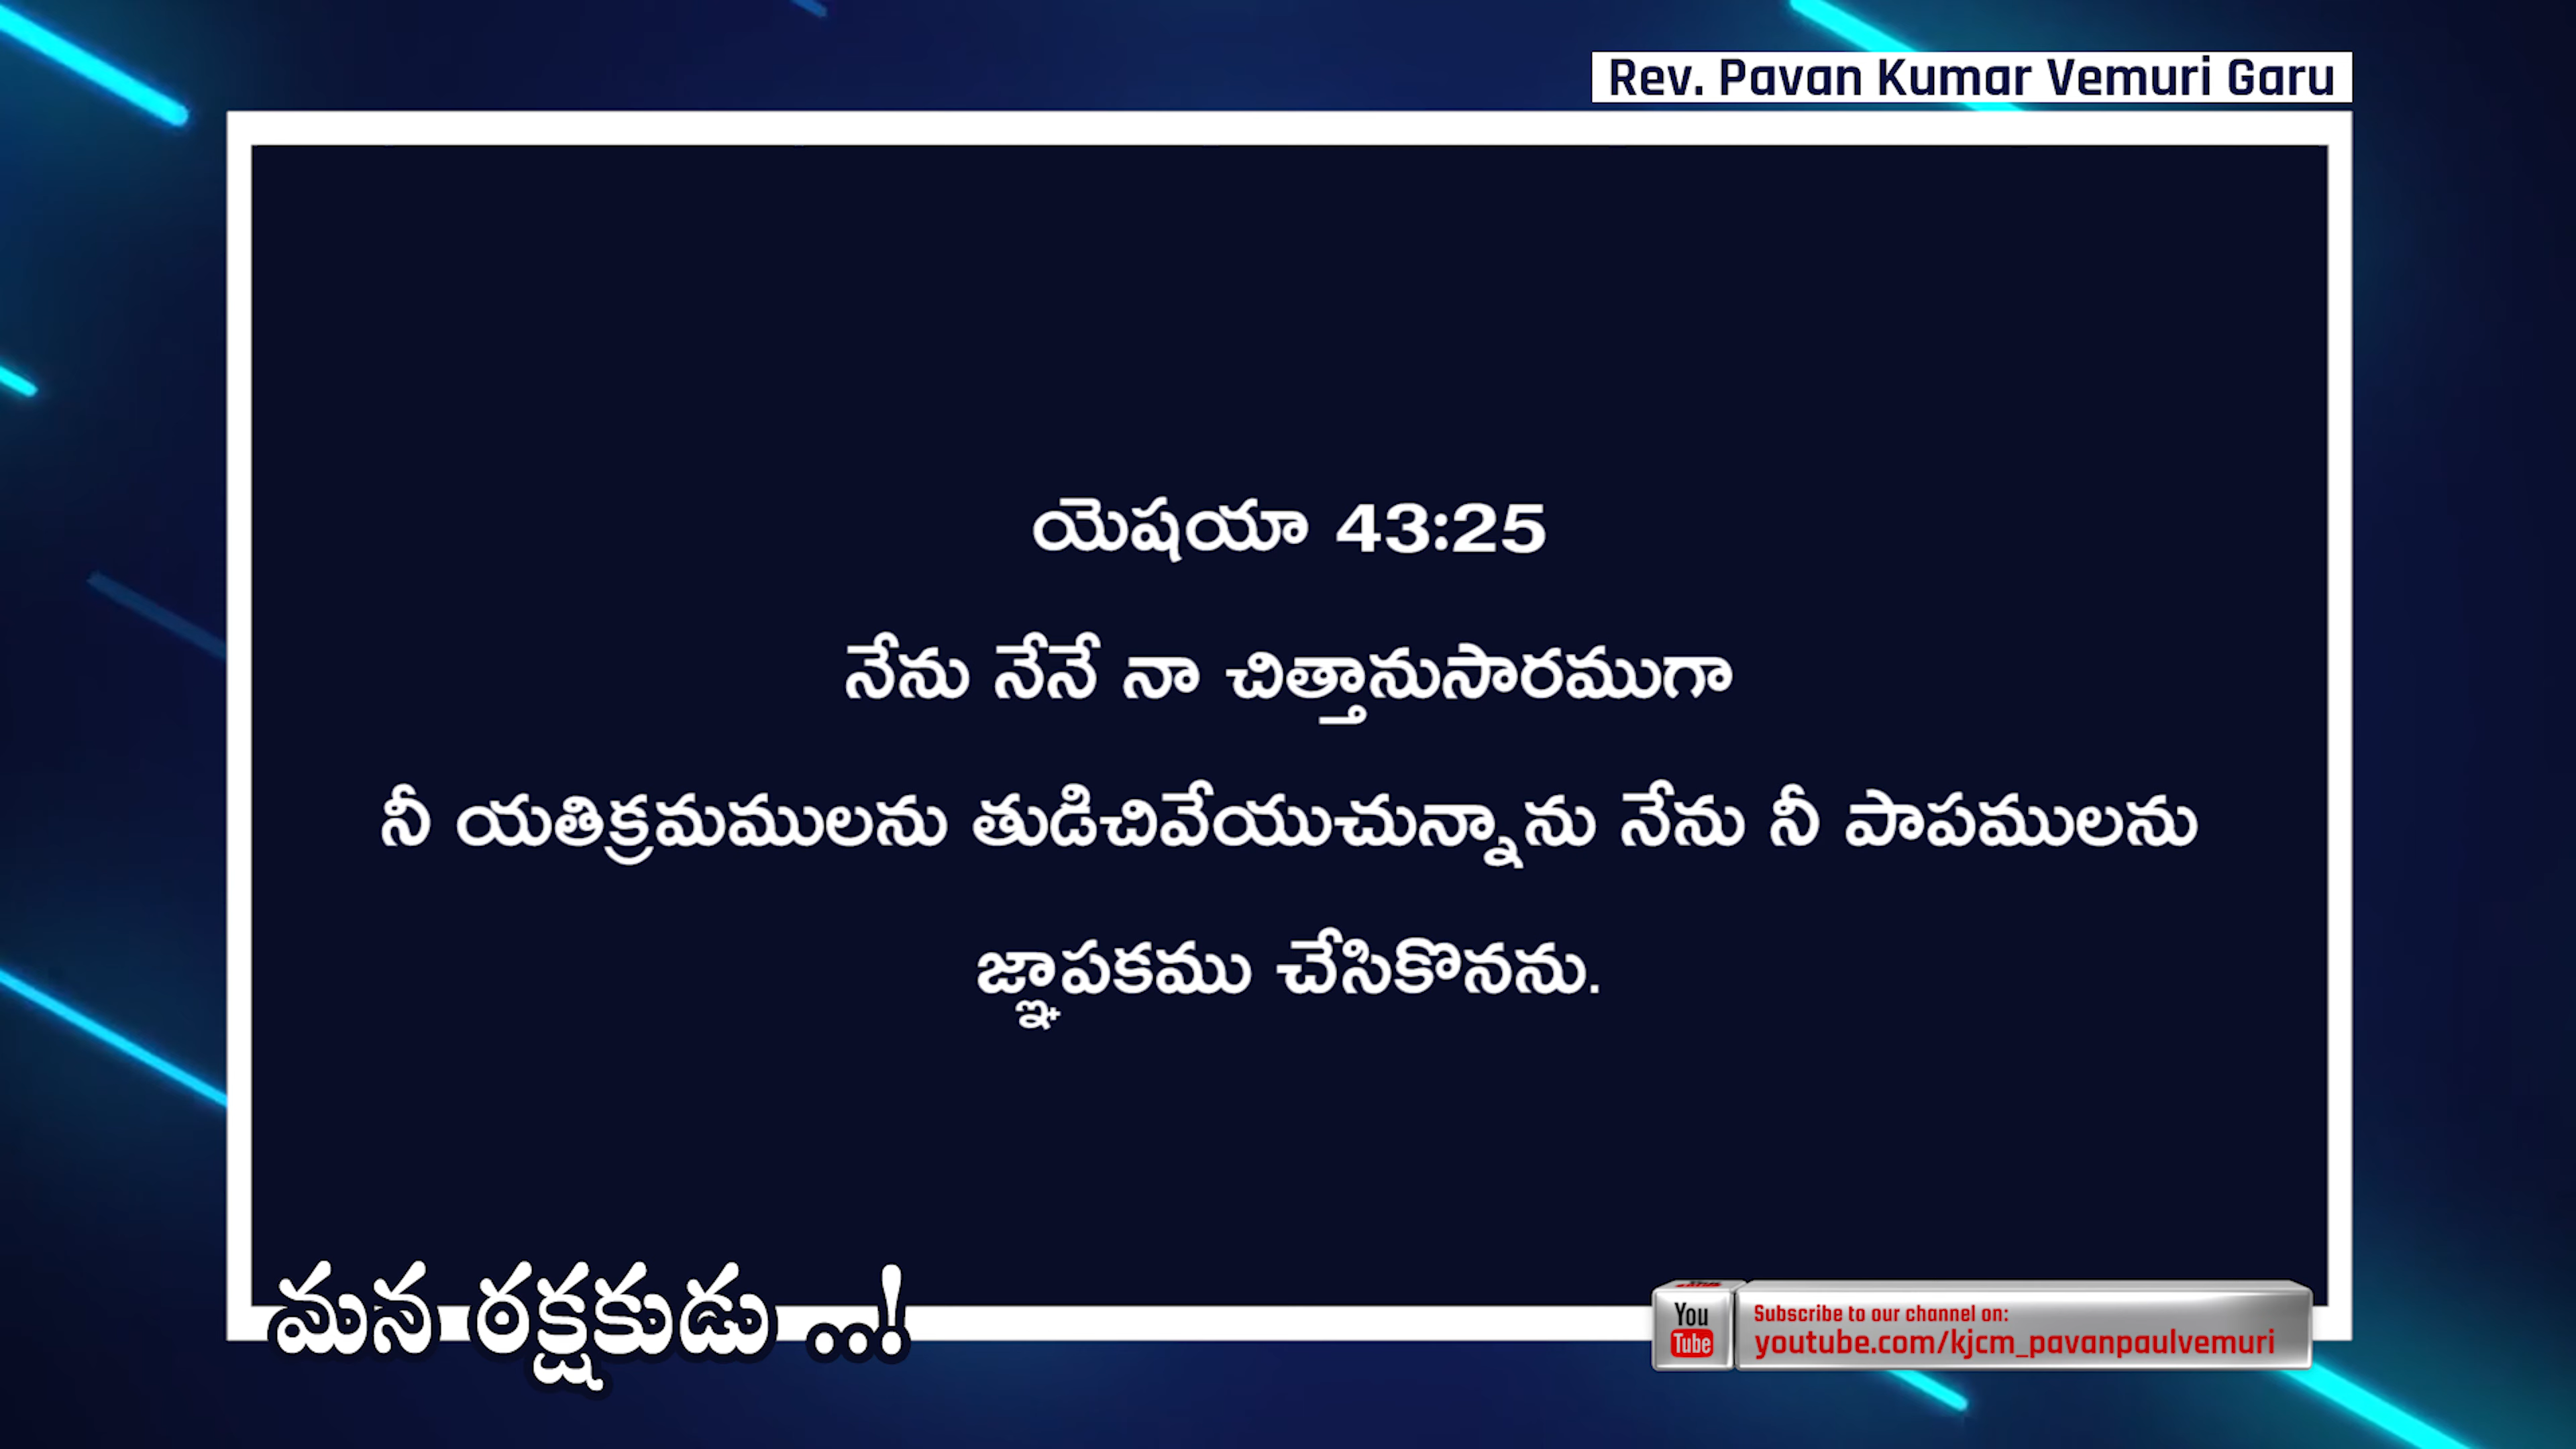 Rev. Pavan Kumar Vemuri Garu
యెషయా 43:25
నేను నేనే నా చిత్తానుసారముగా
నీ యతిక్రమములను తుడిచివేయుచున్నాను నేను నీ పాపములను
జ్ఞాపకము చేసికొనను.
మన రక్షకుడు ..!
You
Tube
Subscribe to our channel on:
youtube.com/kjcm_pavanpaulvemuri